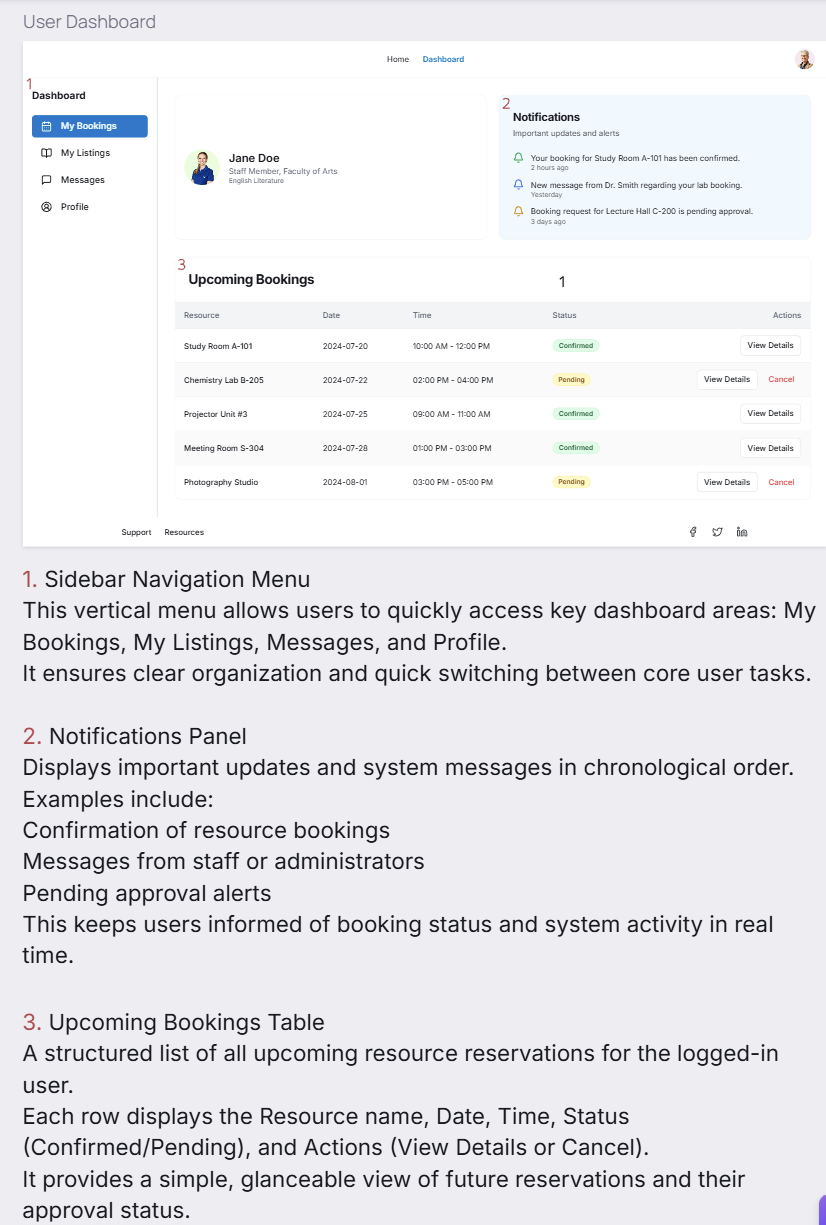 User Dashboard
Home Dashboard
1
Dashboard
My Bookings
My Listings
Messages
Profile
Jane Doe
Staff Member, Faculty of Arts
English Literature
2
Notifications
Important updates and alerts
Your booking for Study Room A-101 has been confirmed.
2 hours ago
New message from Dr. Smith regarding your lab booking.
Yesterday
Booking request for Lecture Hall C-200 is pending approval.
3 days ago
3
Upcoming Bookings 1
Resource Date Time Status Actions
Study Room A-101 2024-07-20 10:00 AM - 12:00 PM Confirmed View Details
Chemistry Lab B-205 2024-07-22 02:00 PM - 04:00 PM Pending View Details Cancel
Projector Unit #3 2024-07-25 09:00 AM - 11:00 AM Confirmed View Details
Meeting Room S-304 2024-07-28 01:00 PM - 03:00 PM Confirmed View Details
Photography Studio 2024-08-01 03:00 PM - 05:00 PM Pending View Details Cancel
Support Resources
1. Sidebar Navigation Menu
This vertical menu allows users to quickly access key dashboard areas: My
Bookings, My Listings, Messages, and Profile.
It ensures clear organization and quick switching between core user tasks.
2. Notifications Panel
Displays important updates and system messages in chronological order.
Examples include:
Confirmation of resource bookings
Messages from staff or administrators
Pending approval alerts
This keeps users informed of booking status and system activity in real
time.
3. Upcoming Bookings Table
A structured list of all upcoming resource reservations for the logged-in
user.
Each row displays the Resource name, Date, Time, Status
(Confirmed/Pending), and Actions (View Details or Cancel).
It provides a simple, glanceable view of future reservations and their
approval status.